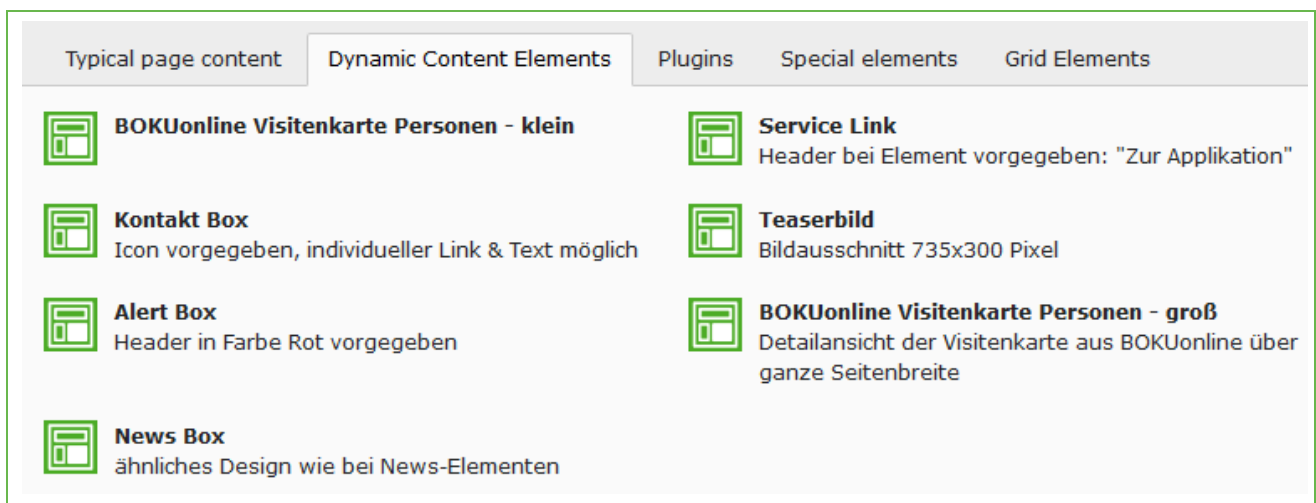 Typical page content
Dynamic Content Elements
Plugins
Special elements
Grid Elements
BOKUonline Visitenkarte Personen - klein
Service Link
Header bei Element vorgegeben: "Zur Applikation"
Kontakt Box
Icon vorgegeben, individueller Link & Text möglich
Teaserbild
Bildausschnitt 735x300 Pixel
Alert Box
Header in Farbe Rot vorgegeben
BOKUonline Visitenkarte Personen - groß
Detailansicht der Visitenkarte aus BOKUonline über
ganze Seitenbreite
News Box
ähnliches Design wie bei News-Elementen